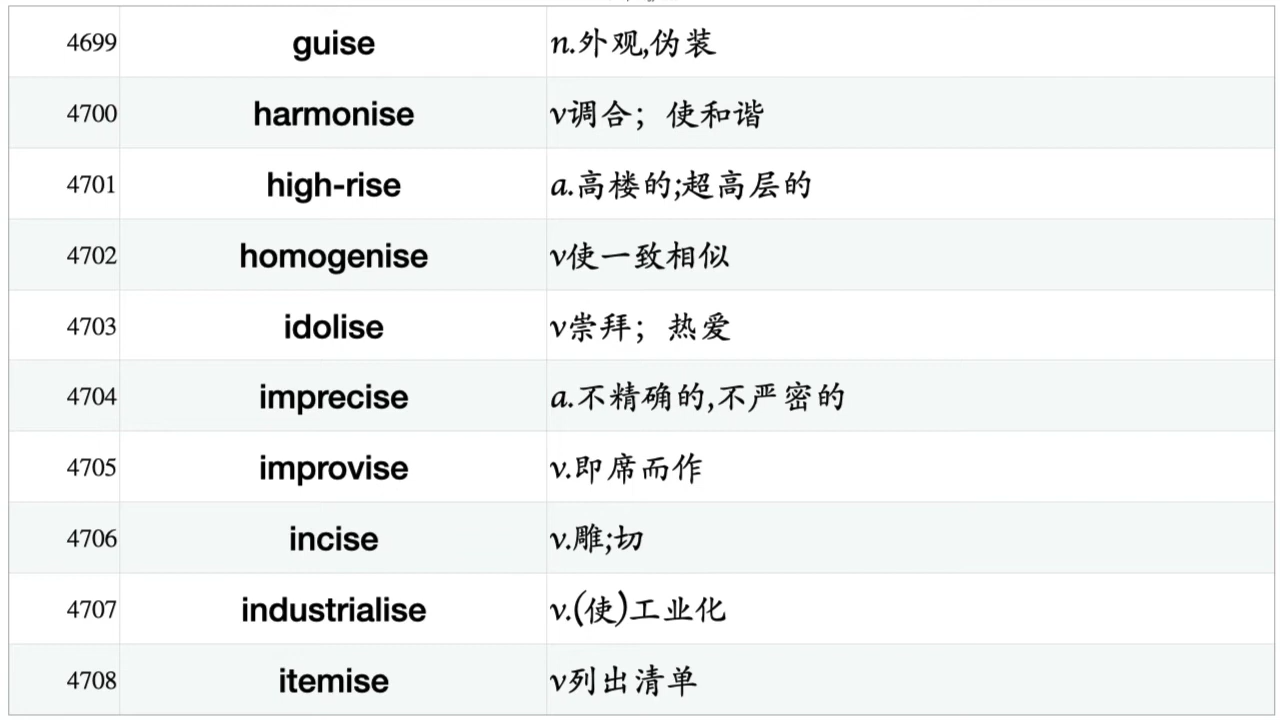 4699 guise n.外观,伪装
4700 harmonise v调合；使和谐
4701 high-rise a.高楼的;超高层的
4702 homogenise v使一致相似
4703 idolise v崇拜；热爱
4704 imprecise a.不精确的,不严密的
4705 improvise v.即席而作
4706 incise v.雕;切
4707 industrialise v.(使)工业化
4708 itemise v列出清单